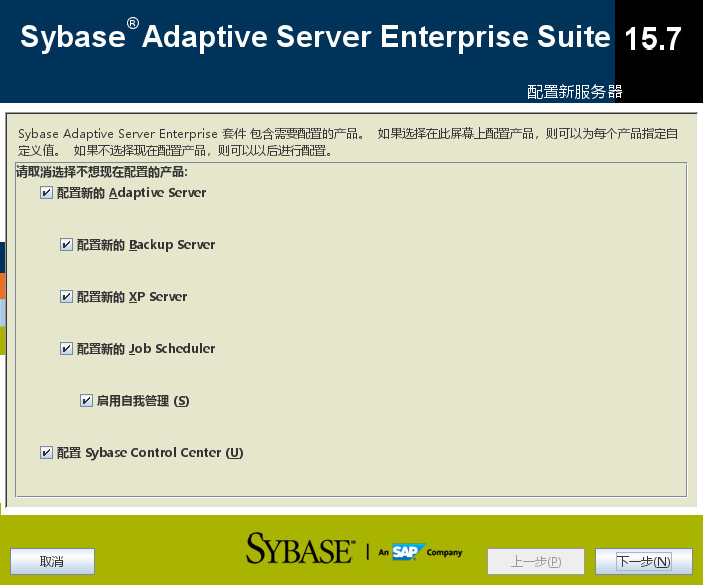 Sybase® Adaptive Server Enterprise Suite 15.7
配置新服务器
Sybase Adaptive Server Enterprise 套件 包含需要配置的产品。 如果选择在此屏幕上配置产品，则可以为每个产品指定自
定义值。 如果不选择现在配置产品，则可以以后进行配置。
请取消选择不想现在配置的产品:
配置新的 Adaptive Server
配置新的 Backup Server
配置新的 XP Server
配置新的 Job Scheduler
启用自我管理 (S)
配置 Sybase Control Center (U)
SYBASE® | An SAP Company
取消
上一步(P)
下一步(N)